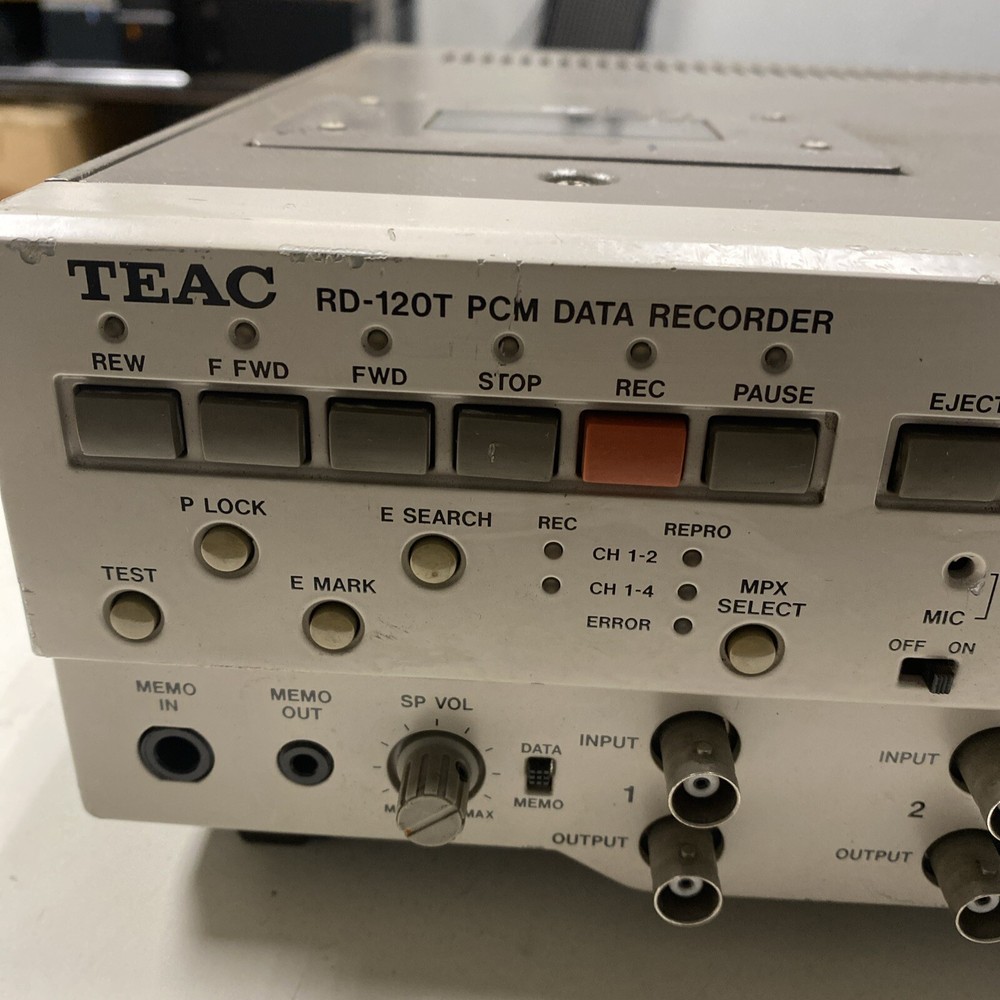 TEAC RD-120T PCM DATA RECORDER
REW F FWD FWD STOP REC PAUSE EJECT
P LOCK E SEARCH REC REPRO
CH 1-2
TEST E MARK CH 1-4 MPX
SELECT
ERROR MIC
OFF ON
MEMO
IN
MEMO
OUT
SP VOL
MAX
DATA
MEMO
INPUT
1
OUTPUT
INPUT
2
OUTPUT